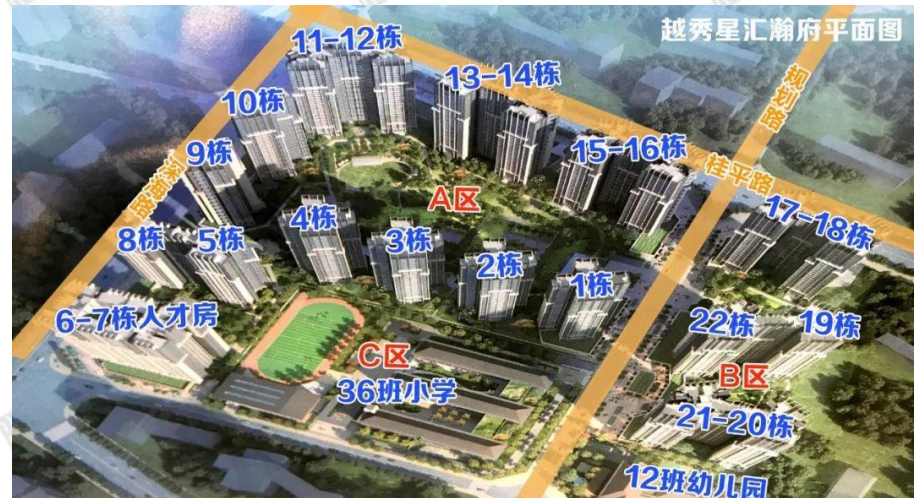 越秀星汇瀚府平面图
11-12栋
13-14栋
规划路
10栋
15-16栋
9栋
桂平路
深海路
A区
17-18栋
4栋
8栋
5栋
3栋
2栋
1栋
6-7栋人才房
22栋
19栋
C区
36班小学
B区
21-20栋
12班幼儿园